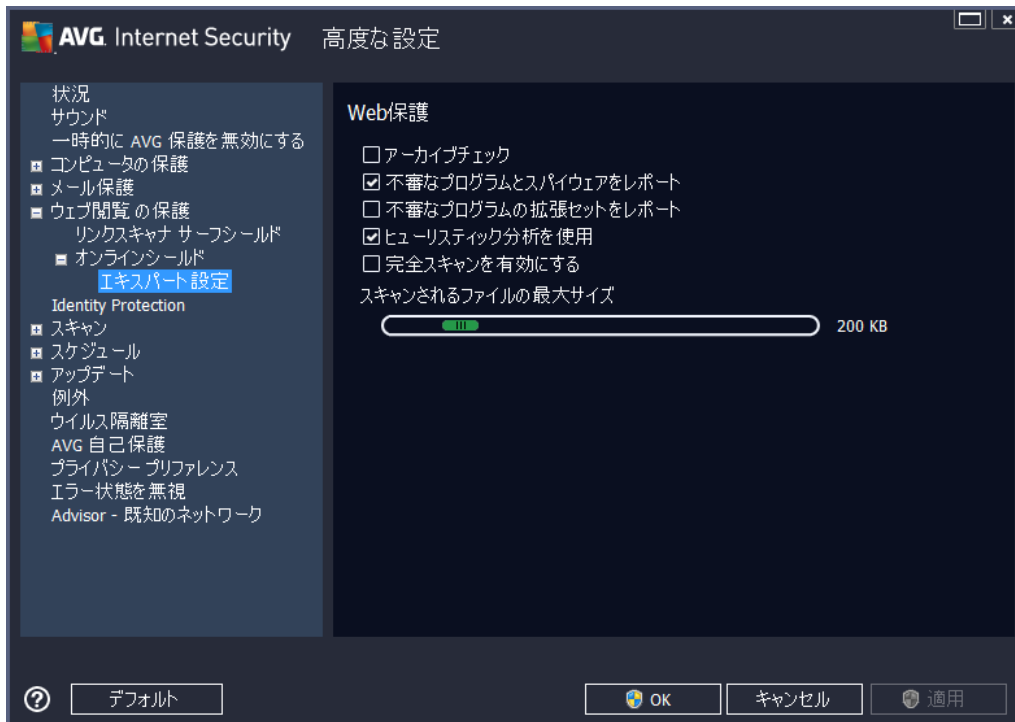 AVG. Internet Security 高度な設定
状況
サウンド
一時的に AVG 保護を無効にする
コンピュータの保護
メール保護
ウェブ閲覧の保護
リンクスキャナ サーフシールド
オンラインシールド
エキスパート設定
Identity Protection
スキャン
スケジュール
アップデート
例外
ウイルス隔離室
AVG 自己保護
プライバシー プリファレンス
エラー状態を無視
Advisor - 既知のネットワーク
Web保護
アーカイブチェック
不審なプログラムとスパイウェアをレポート
不審なプログラムの拡張セットをレポート
ヒューリスティック分析を使用
完全スキャンを有効にする
スキャンされるファイルの最大サイズ
200 KB
デフォルト
OK
キャンセル
適用